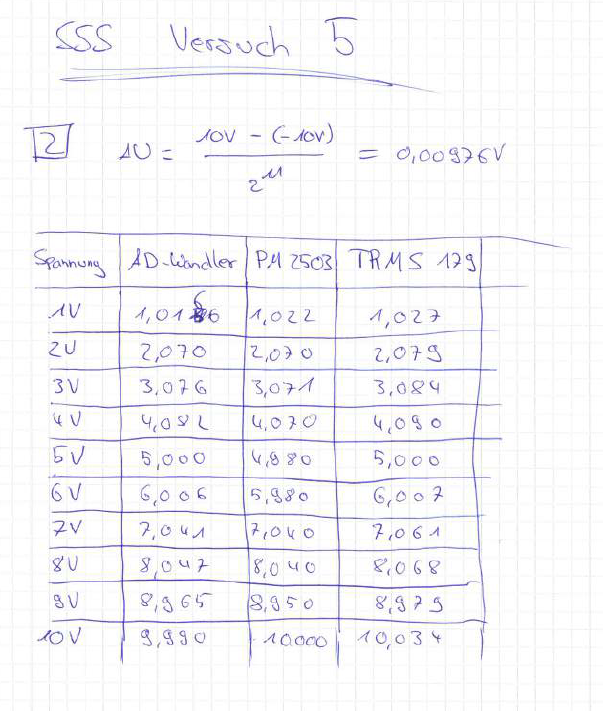 SSS Versuch 5
2 ΔU = (10V - (-10V)) / 2^11 = 0,00976V
Spannung AD-Wandler PM 2503 TRMS 179
1V 1,0166 1,022 1,027
2V 2,070 2,070 2,079
3V 3,076 3,071 3,084
4V 4,082 4,070 4,090
5V 5,000 4,980 5,000
6V 6,006 5,980 6,007
7V 7,041 7,040 7,061
8V 8,047 8,040 8,068
9V 8,965 8,950 8,979
10V 9,990 10,000 10,034